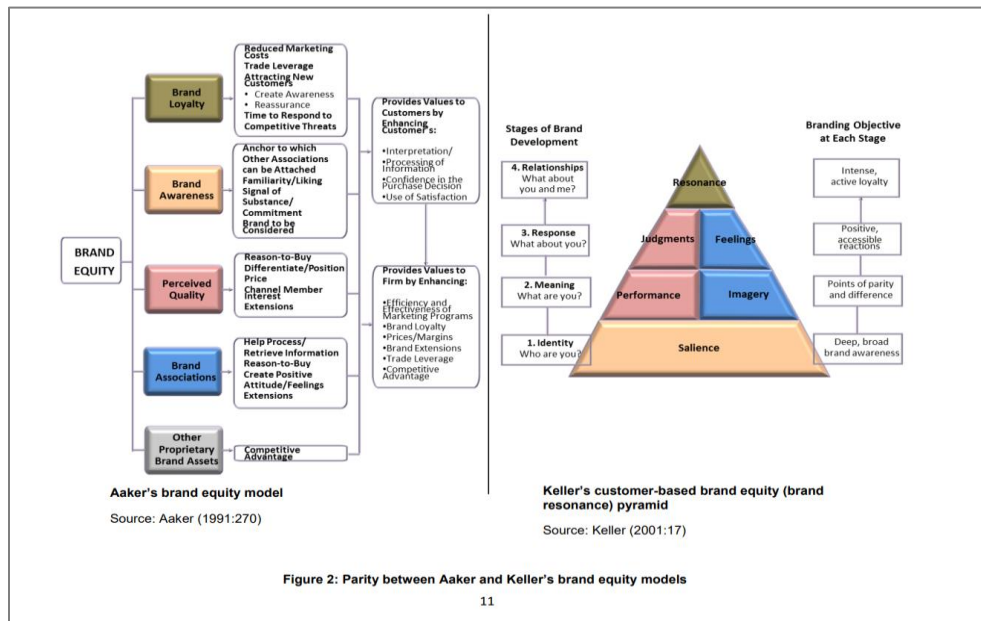 BRAND
EQUITY
Brand
Loyalty
Reduced Marketing
Costs
Trade Leverage
Attracting New
Customers
• Create Awareness
• Reassurance
Time to Respond to
Competitive Threats
Brand
Awareness
Anchor to which
Other Associations
can be Attached
Familiarity/Liking
Signal of
Substance/
Commitment
Brand to be
Considered
Perceived
Quality
Reason-to-Buy
Differentiate/Position
Price
Channel Member
Interest
Extensions
Brand
Associations
Help Process/
Retrieve Information
Reason-to-Buy
Create Positive
Attitude/Feelings
Extensions
Other
Proprietary
Brand Assets
Competitive
Advantage
Provides Values to
Customers by
Enhancing
Customer's:
•Interpretation/
•Processing of
Information
•Confidence in the
Purchase Decision
•Use of Satisfaction
Provides Values to
Firm by Enhancing:
•Efficiency and
Effectiveness of
Marketing Programs
•Brand Loyalty
•Prices/Margins
•Brand Extensions
•Trade Leverage
•Competitive
Advantage
Aaker's brand equity model
Source: Aaker (1991:270)
Stages of Brand
Development
4. Relationships
What about
you and me?
3. Response
What about you?
2. Meaning
What are you?
1. Identity
Who are you?
Resonance
Judgments
Feelings
Performance
Imagery
Salience
Branding Objective
at Each Stage
Intense,
active loyalty
Positive,
accessible
reactions
Points of parity
and difference
Deep, broad
brand awareness
Keller's customer-based brand equity (brand
resonance) pyramid
Source: Keller (2001:17)
Figure 2: Parity between Aaker and Keller's brand equity models
11